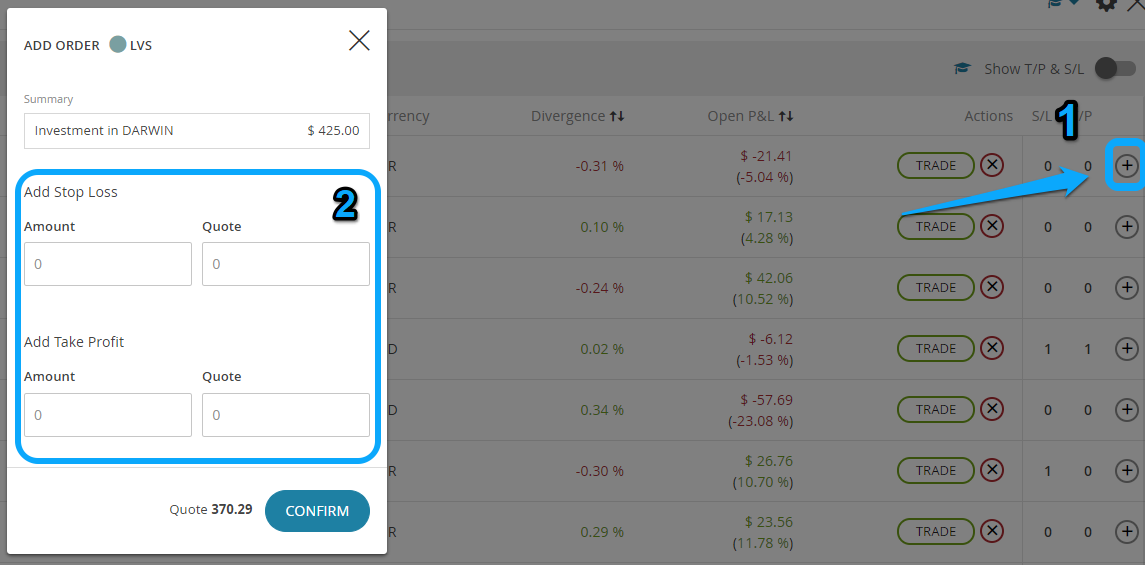 ADD ORDER LVS
Summary
Investment in DARWIN $ 425.00
Add Stop Loss
Amount Quote
0 0
Add Take Profit
Amount Quote
0 0
Quote 370.29 CONFIRM
2
Show T/P & S/L
1
rrency Divergence Open P&L Actions S/L /P
R -0.31 % $ -21.41 TRADE 0 0
(-5.04 %)
R 0.10 % $ 17.13 TRADE 0 0
(4.28 %)
R -0.24 % $ 42.06 TRADE 0 0
(10.52 %)
D 0.02 % $ -6.12 TRADE 1 1
(-1.53 %)
D 0.34 % $ -57.69 TRADE 0 0
(-23.08 %)
R -0.30 % $ 26.76 TRADE 1 0
(10.70 %)
R 0.29 % $ 23.56 TRADE 0 0
(11.78 %)